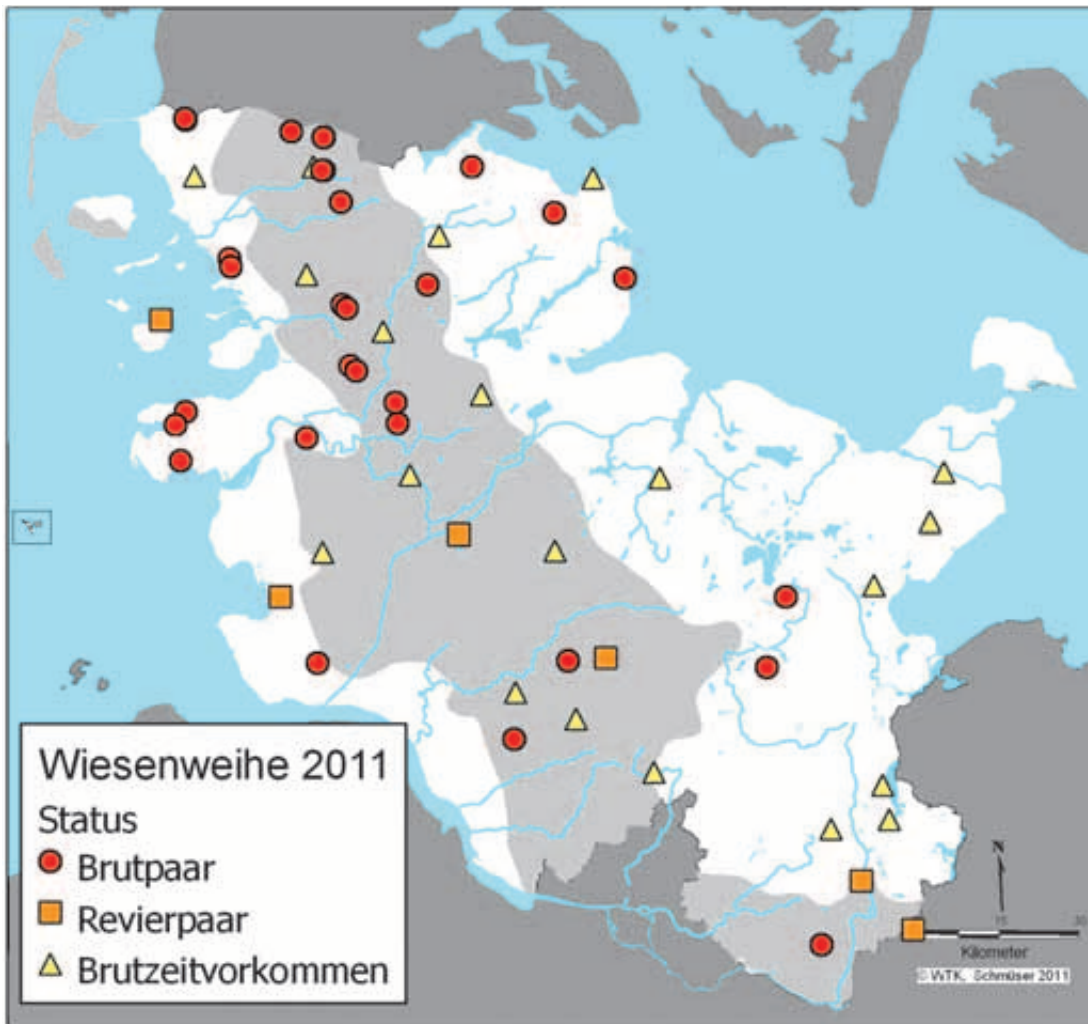 Wiesenweihe 2011
Status
Brutpaar
Revierpaar
Brutzeitvorkommen
N
15
30
Kilometer
© WTK, Schmüser 2011